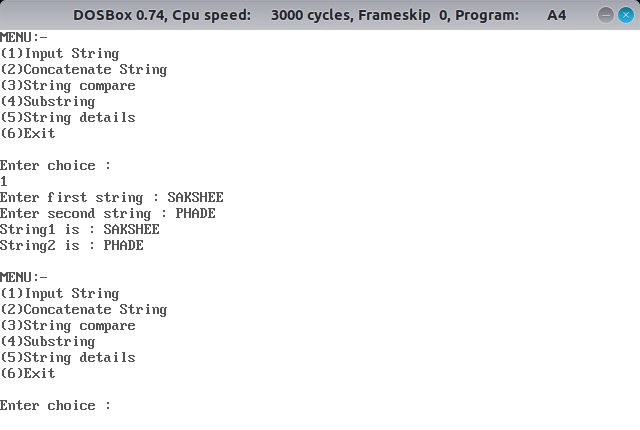 DOSBox 0.74, Cpu speed: 3000 cycles, Frameskip 0, Program: A4
MENU:-
(1)Input String
(2)Concatenate String
(3)String compare
(4)Substring
(5)String details
(6)Exit
Enter choice :
1
Enter first string : SAKSHEE
Enter second string : PHADE
String1 is : SAKSHEE
String2 is : PHADE
MENU:-
(1)Input String
(2)Concatenate String
(3)String compare
(4)Substring
(5)String details
(6)Exit
Enter choice :